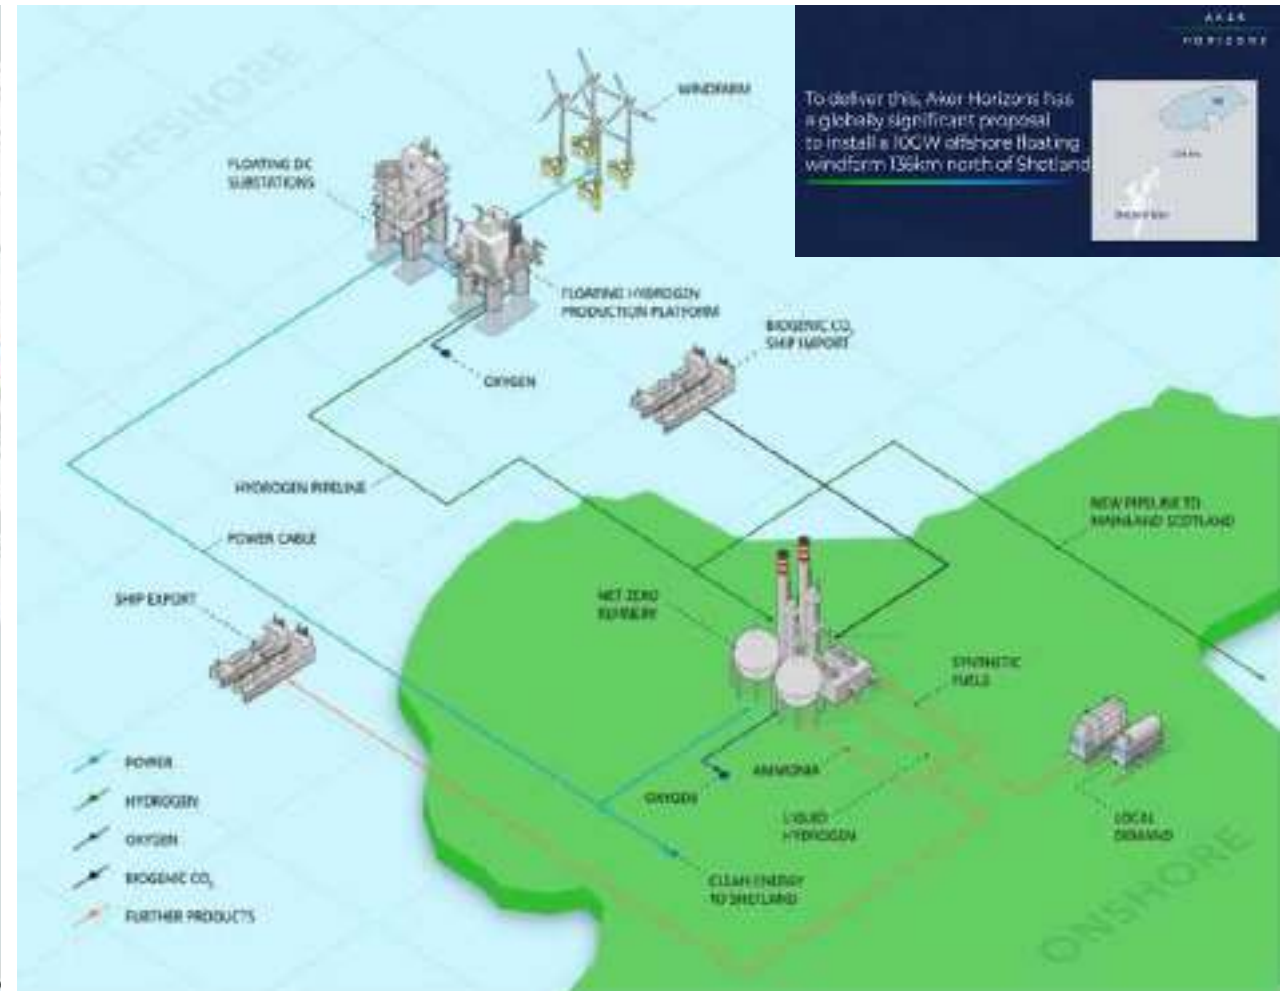 OFFSHORE
WINDFARM
FLOATING DC
SUBSTATIONS
AKER
HORIZONS
To deliver this, Aker Horizons has
a globally significant proposal
to install a 10GW offshore floating
windfarm 136km north of Shetland
FLOATING HYDROGEN
PRODUCTION PLATFORM
OXYGEN
BIOGENIC CO₂
SHIP IMPORT
HYDROGEN PIPELINE
NEW PIPELINE TO
MAINLAND SCOTLAND
POWER CABLE
SHIP EXPORT
NET ZERO
REFINERY
SYNTHETIC
FUELS
AMMONIA
OXYGEN
LIQUID
HYDROGEN
LOCAL
DEMAND
CLEAN ENERGY
TO SHETLAND
POWER
HYDROGEN
OXYGEN
BIOGENIC CO₂
FURTHER PRODUCTS
ONSHORE